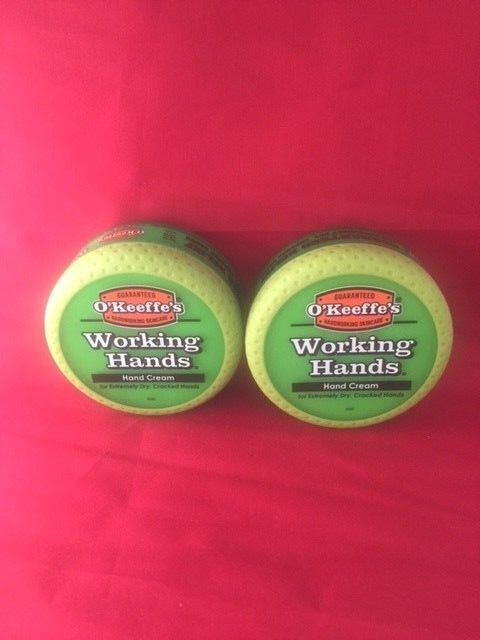 GUARANTEED
O'Keeffe's
HARDWORKING SKINCARE
Working
Hands
Hand Cream
for Extremely Dry, Cracked Hands
GUARANTEED
O'Keeffe's®
HARDWORKING SKINCARE
Working
Hands™
Hand Cream
for Extremely Dry, Cracked Hands